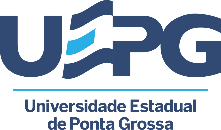 UEPG
Universidade Estadual
de Ponta Grossa